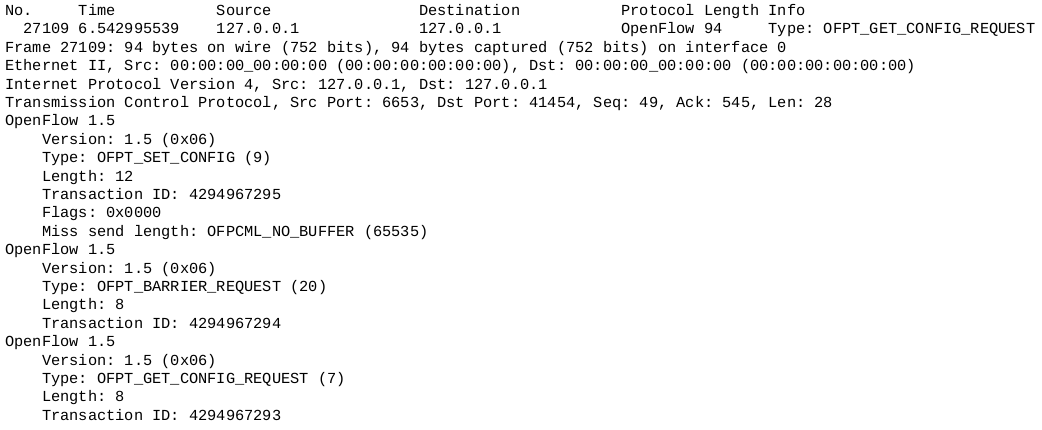 No.     Time           Source                Destination           Protocol Length Info
  27109 6.542995539    127.0.0.1             127.0.0.1             OpenFlow 94     Type: OFPT_GET_CONFIG_REQUEST
Frame 27109: 94 bytes on wire (752 bits), 94 bytes captured (752 bits) on interface 0
Ethernet II, Src: 00:00:00_00:00:00 (00:00:00:00:00:00), Dst: 00:00:00_00:00:00 (00:00:00:00:00:00)
Internet Protocol Version 4, Src: 127.0.0.1, Dst: 127.0.0.1
Transmission Control Protocol, Src Port: 6653, Dst Port: 41454, Seq: 49, Ack: 545, Len: 28
OpenFlow 1.5
    Version: 1.5 (0x06)
    Type: OFPT_SET_CONFIG (9)
    Length: 12
    Transaction ID: 4294967295
    Flags: 0x0000
    Miss send length: OFPCML_NO_BUFFER (65535)
OpenFlow 1.5
    Version: 1.5 (0x06)
    Type: OFPT_BARRIER_REQUEST (20)
    Length: 8
    Transaction ID: 4294967294
OpenFlow 1.5
    Version: 1.5 (0x06)
    Type: OFPT_GET_CONFIG_REQUEST (7)
    Length: 8
    Transaction ID: 4294967293